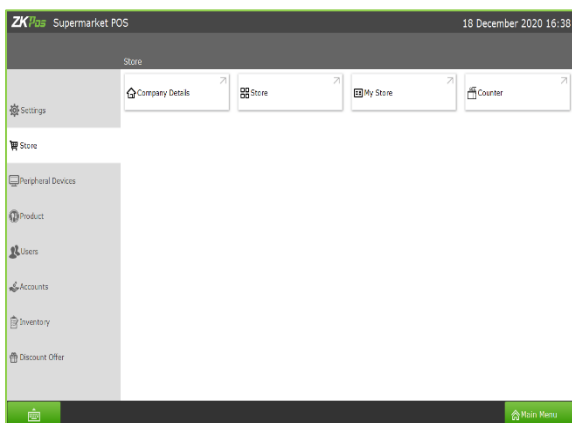 ZKPos Supermarket POS 18 December 2020 16:38
Store
Company Details Store My Store Counter
Settings
Store
Peripheral Devices
Product
Users
Accounts
Inventory
Discount Offer
Main Menu